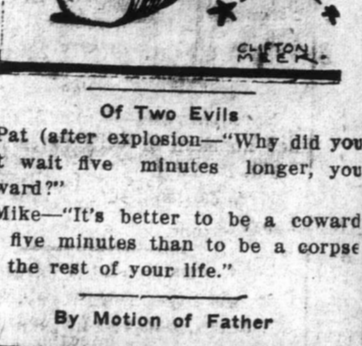 CLIFTON
MEEK
Of Two Evils
Pat (after explosion—"Why did you
t wait five minutes longer, you
ward?"
Mike—"It's better to be a coward
five minutes than to be a corpse
the rest of your life."
By Motion of Father